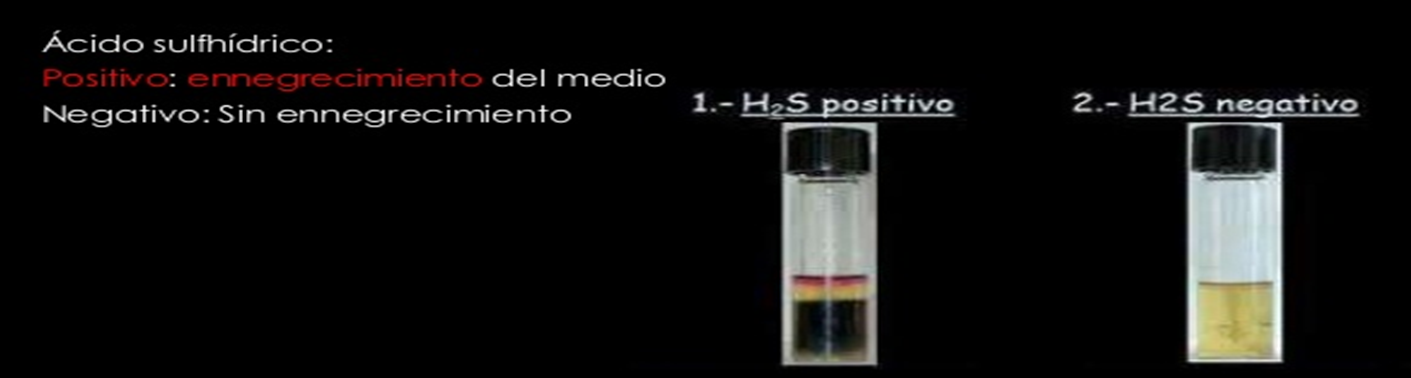 Ácido sulfhídrico:
Positivo: ennegrecimiento del medio
Negativo: Sin ennegrecimiento
1.- H₂S positivo
2.- H2S negativo